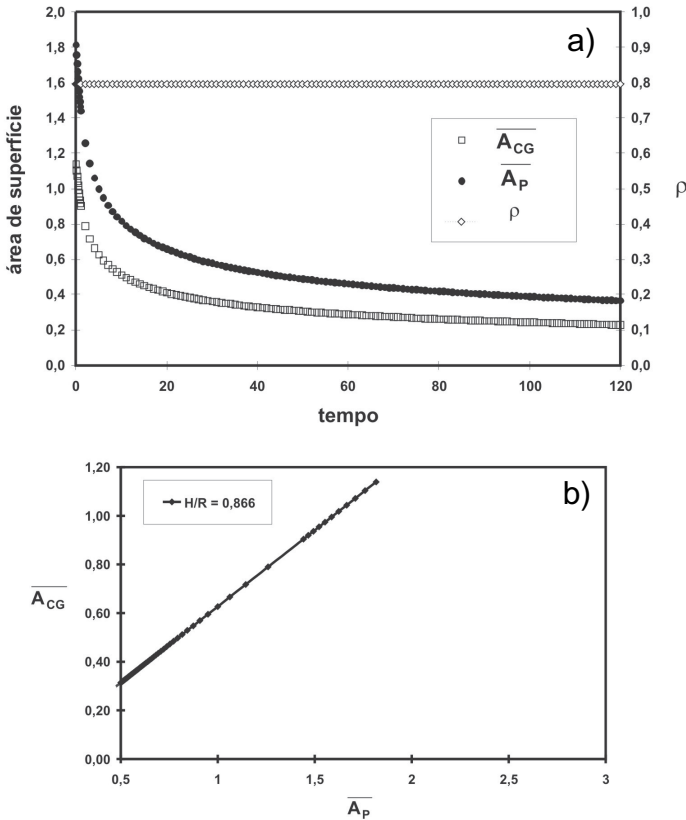 2,0
1,8
1,6
1,4
1,2
1,0
0,8
0,6
0,4
0,2
0,0
área de superfície
a)
A CG
A P
ρ
1,0
0,9
0,8
0,7
0,6
0,5
0,4
0,3
0,2
0,1
0,0
ρ
0 20 40 60 80 100 120
tempo
b)
H/R = 0,866
1,20
1,00
0,80
0,60
0,40
0,20
0,00
A CG
0,5 1 1,5 2 2,5 3
A P